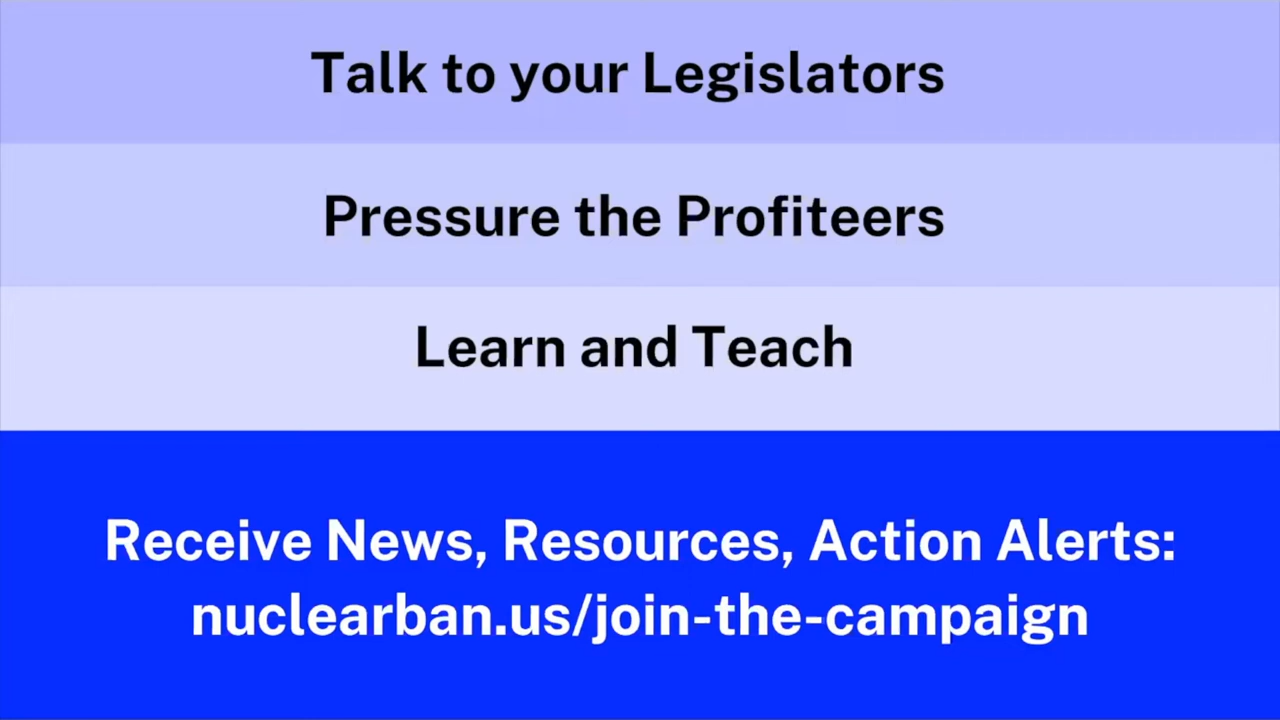 Talk to your Legislators
Pressure the Profiteers
Learn and Teach
Receive News, Resources, Action Alerts:
nuclearban.us/join-the-campaign